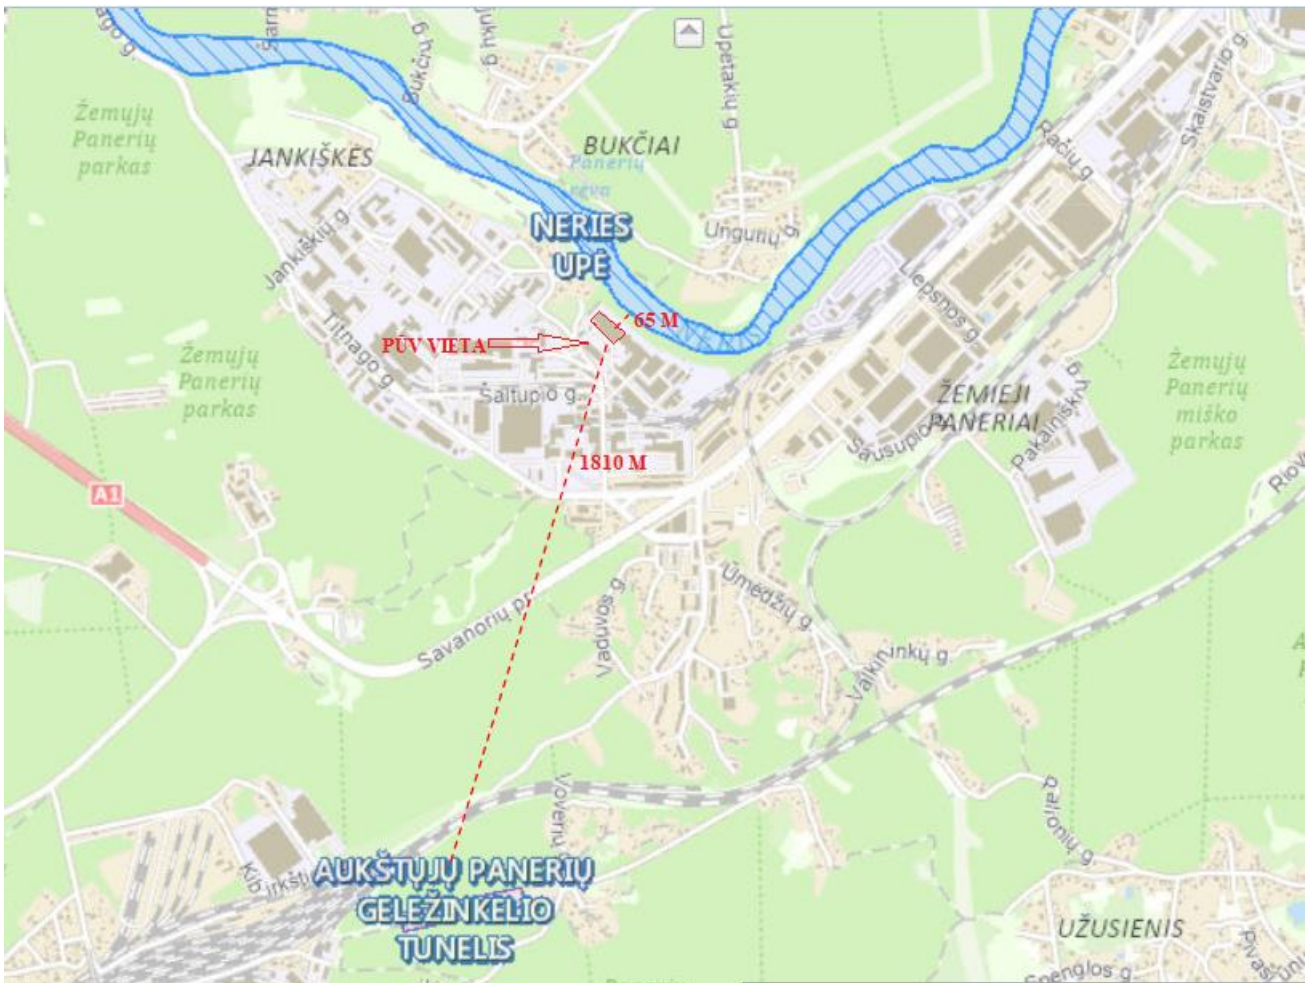 Bukčių g.
Upetakių g.
Skaistvario g.
Žemųjų
Panerių
parkas
JANKIŠKĖS
BUKČIAI
Panerių
rėva
Račių g.
NERIES
UPĖ
Ungurių g.
Jankiškių g.
Titnago g.
Liepsnos g.
65 M
PŪV VIETA
NERIS
Žemųjų
Panerių
parkas
Šaltupio g.
ŽEMIEJI
PANERIAI
Žemųjų
Panerių
miško
parkas
Pakalniškių g.
1810 M
A1
Savanorių pr.
Vaduvos g.
Ūmėdžių g.
Valkininkų g.
Voverių g.
AUKŠTŲJŲ PANERIŲ
GELEŽINKELIO
TUNELIS
UŽUSIENIS
Spenglos g.